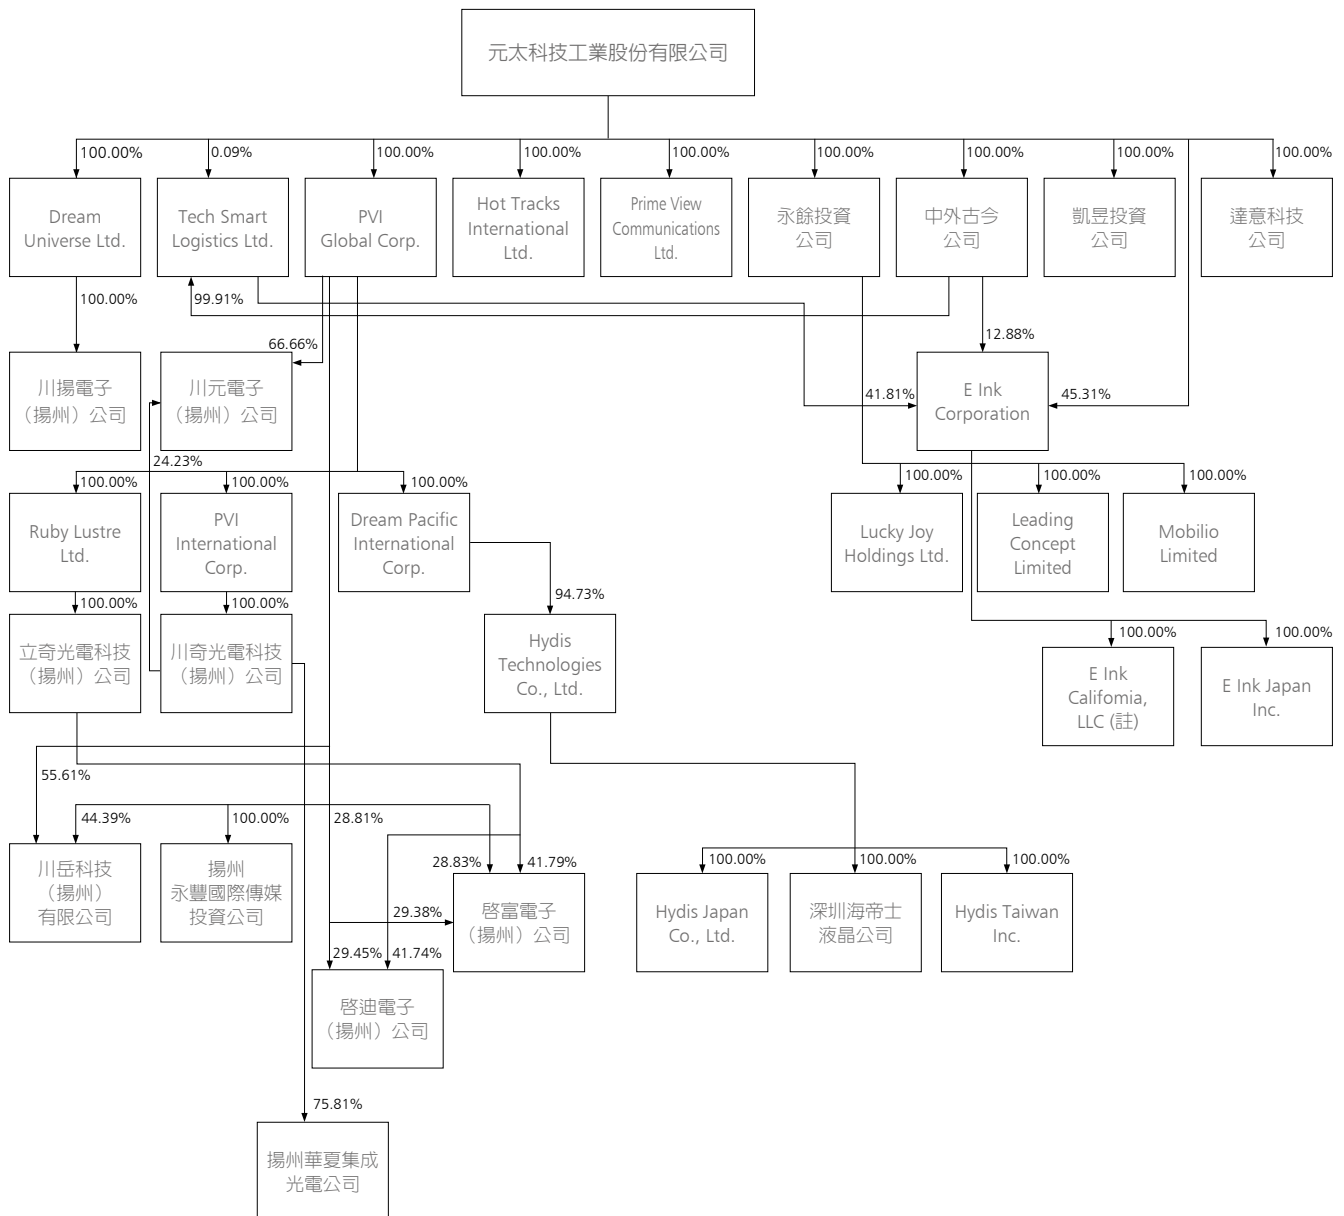 元太科技工業股份有限公司
100.00%
0.09%
100.00%
100.00%
100.00%
100.00%
100.00%
100.00%
100.00%
Dream
Universe Ltd.
Tech Smart
Logistics Ltd.
PVI
Global Corp.
Hot Tracks
International
Ltd.
Prime View
Communications
Ltd.
永餘投資
公司
中外古今
公司
凱昱投資
公司
達意科技
公司
100.00%
99.91%
12.88%
66.66%
川揚電子
（揚州）公司
川元電子
（揚州）公司
41.81%
E Ink
Corporation
45.31%
24.23%
100.00%
100.00%
100.00%
100.00%
100.00%
100.00%
Ruby Lustre
Ltd.
PVI
International
Corp.
Dream Pacific
International
Corp.
Lucky Joy
Holdings Ltd.
Leading
Concept
Limited
Mobilio
Limited
100.00%
100.00%
94.73%
立奇光電科技
（揚州）公司
川奇光電科技
（揚州）公司
Hydis
Technologies
Co., Ltd.
100.00%
100.00%
E Ink
Califomia,
LLC (註)
E Ink Japan
Inc.
55.61%
44.39%
100.00%
28.81%
28.83%
41.79%
100.00%
100.00%
100.00%
川岳科技
（揚州）
有限公司
揚州
永豐國際傳媒
投資公司
29.38%
啓富電子
（揚州）公司
Hydis Japan
Co., Ltd.
深圳海帝士
液晶公司
Hydis Taiwan
Inc.
29.45%
41.74%
啓迪電子
（揚州）公司
75.81%
揚州華夏集成
光電公司